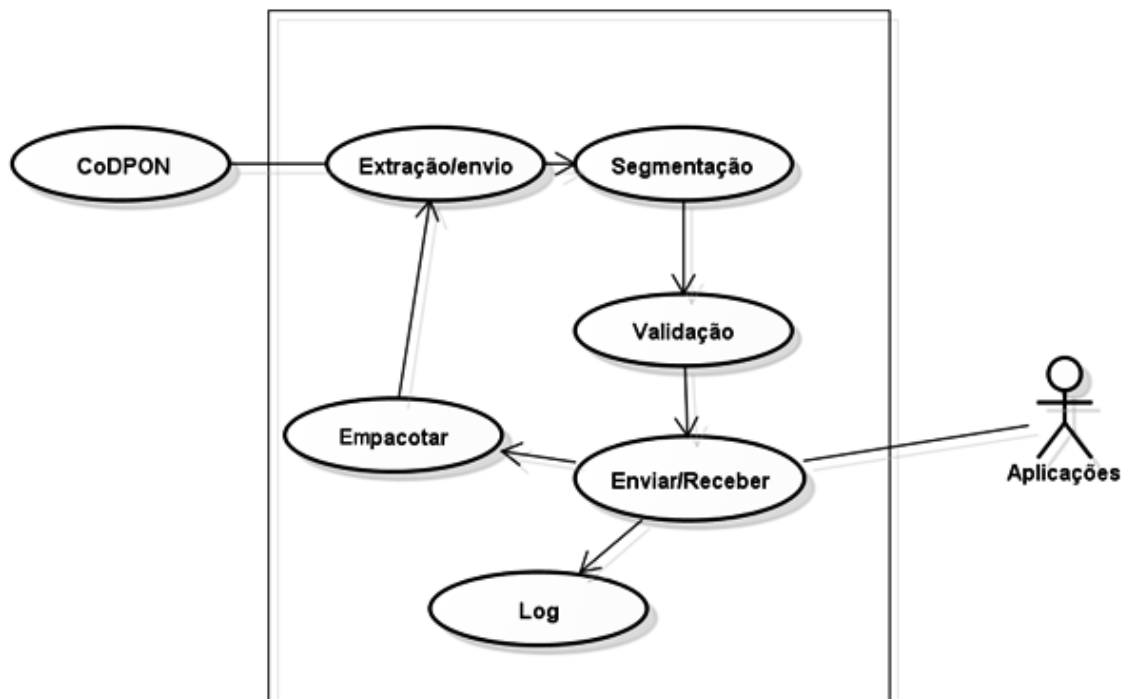 CoDPON
Extração/envio
Segmentação
Validação
Empacotar
Enviar/Receber
Aplicações
Log